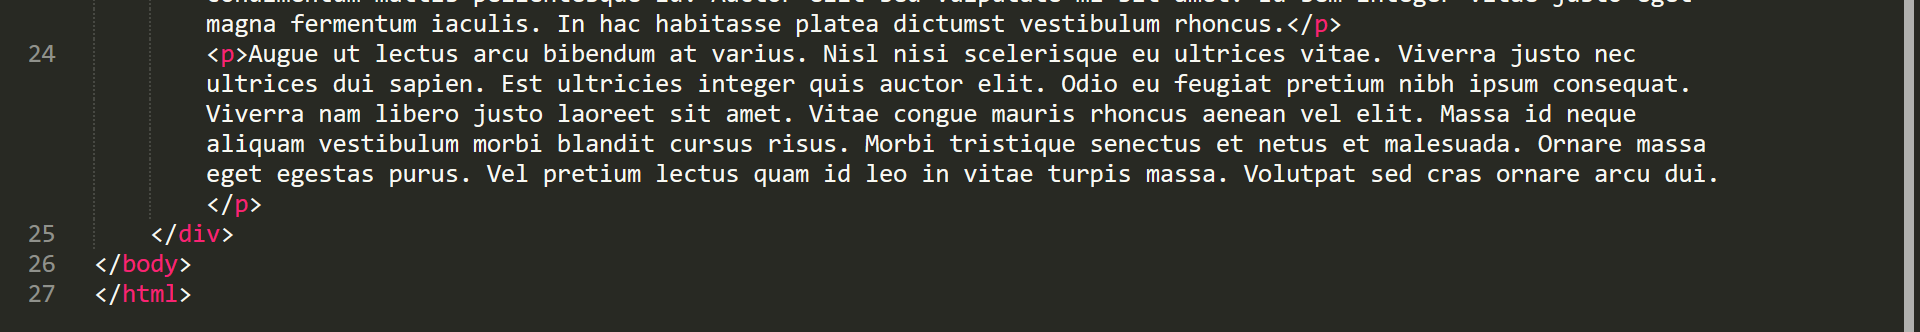 magna fermentum iaculis. In hac habitasse platea dictumst vestibulum rhoncus.</p>
24 <p>Augue ut lectus arcu bibendum at varius. Nisl nisi scelerisque eu ultrices vitae. Viverra justo nec
ultrices dui sapien. Est ultricies integer quis auctor elit. Odio eu feugiat pretium nibh ipsum consequat.
Viverra nam libero justo laoreet sit amet. Vitae congue mauris rhoncus aenean vel elit. Massa id neque
aliquam vestibulum morbi blandit cursus risus. Morbi tristique senectus et netus et malesuada. Ornare massa
eget egestas purus. Vel pretium lectus quam id leo in vitae turpis massa. Volutpat sed cras ornare arcu dui.
</p>
25 </div>
26 </body>
27 </html>